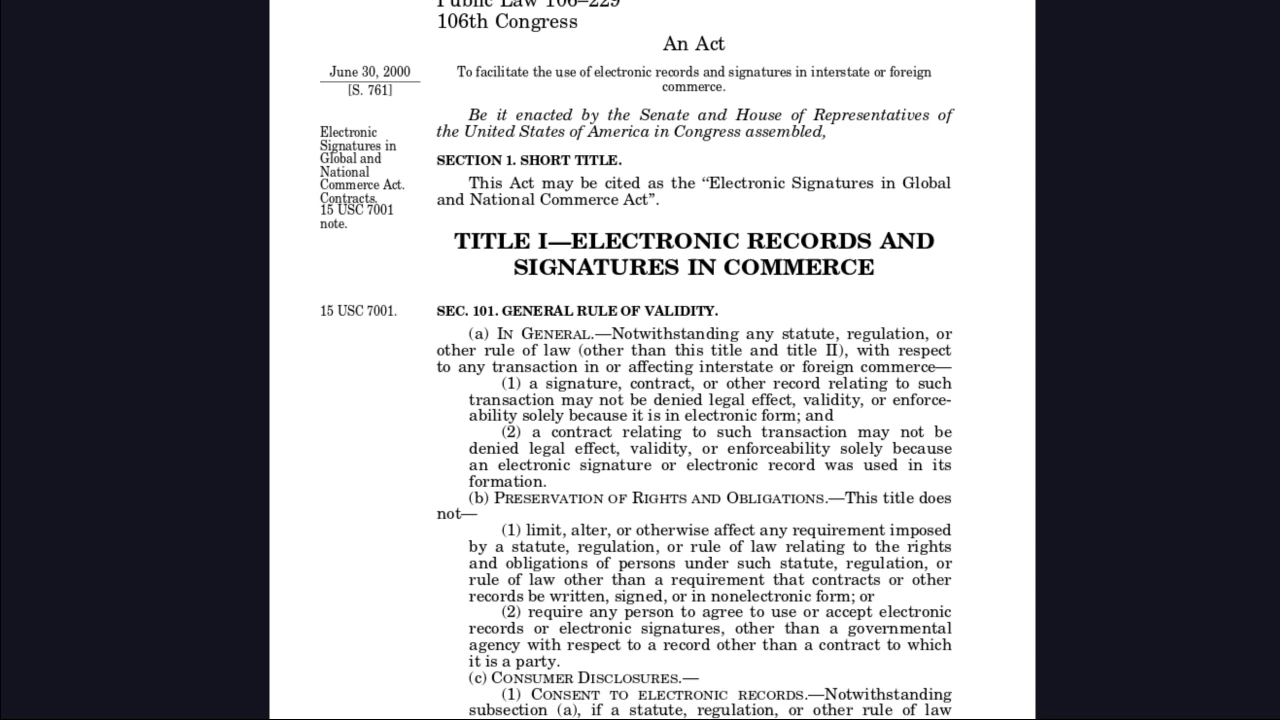 Public Law 106–229
106th Congress
An Act
June 30, 2000
[S. 761]
To facilitate the use of electronic records and signatures in interstate or foreign
commerce.
Be it enacted by the Senate and House of Representatives of
the United States of America in Congress assembled,
Electronic
Signatures in
Global and
National
Commerce Act.
Contracts.
15 USC 7001
note.
SECTION 1. SHORT TITLE.
This Act may be cited as the “Electronic Signatures in Global
and National Commerce Act”.
TITLE I—ELECTRONIC RECORDS AND
SIGNATURES IN COMMERCE
15 USC 7001.
SEC. 101. GENERAL RULE OF VALIDITY.
(a) IN GENERAL.—Notwithstanding any statute, regulation, or
other rule of law (other than this title and title II), with respect
to any transaction in or affecting interstate or foreign commerce—
(1) a signature, contract, or other record relating to such
transaction may not be denied legal effect, validity, or enforce-
ability solely because it is in electronic form; and
(2) a contract relating to such transaction may not be
denied legal effect, validity, or enforceability solely because
an electronic signature or electronic record was used in its
formation.
(b) PRESERVATION OF RIGHTS AND OBLIGATIONS.—This title does
not—
(1) limit, alter, or otherwise affect any requirement imposed
by a statute, regulation, or rule of law relating to the rights
and obligations of persons under such statute, regulation, or
rule of law other than a requirement that contracts or other
records be written, signed, or in nonelectronic form; or
(2) require any person to agree to use or accept electronic
records or electronic signatures, other than a governmental
agency with respect to a record other than a contract to which
it is a party.
(c) CONSUMER DISCLOSURES.—
(1) CONSENT TO ELECTRONIC RECORDS.—Notwithstanding
subsection (a), if a statute, regulation, or other rule of law